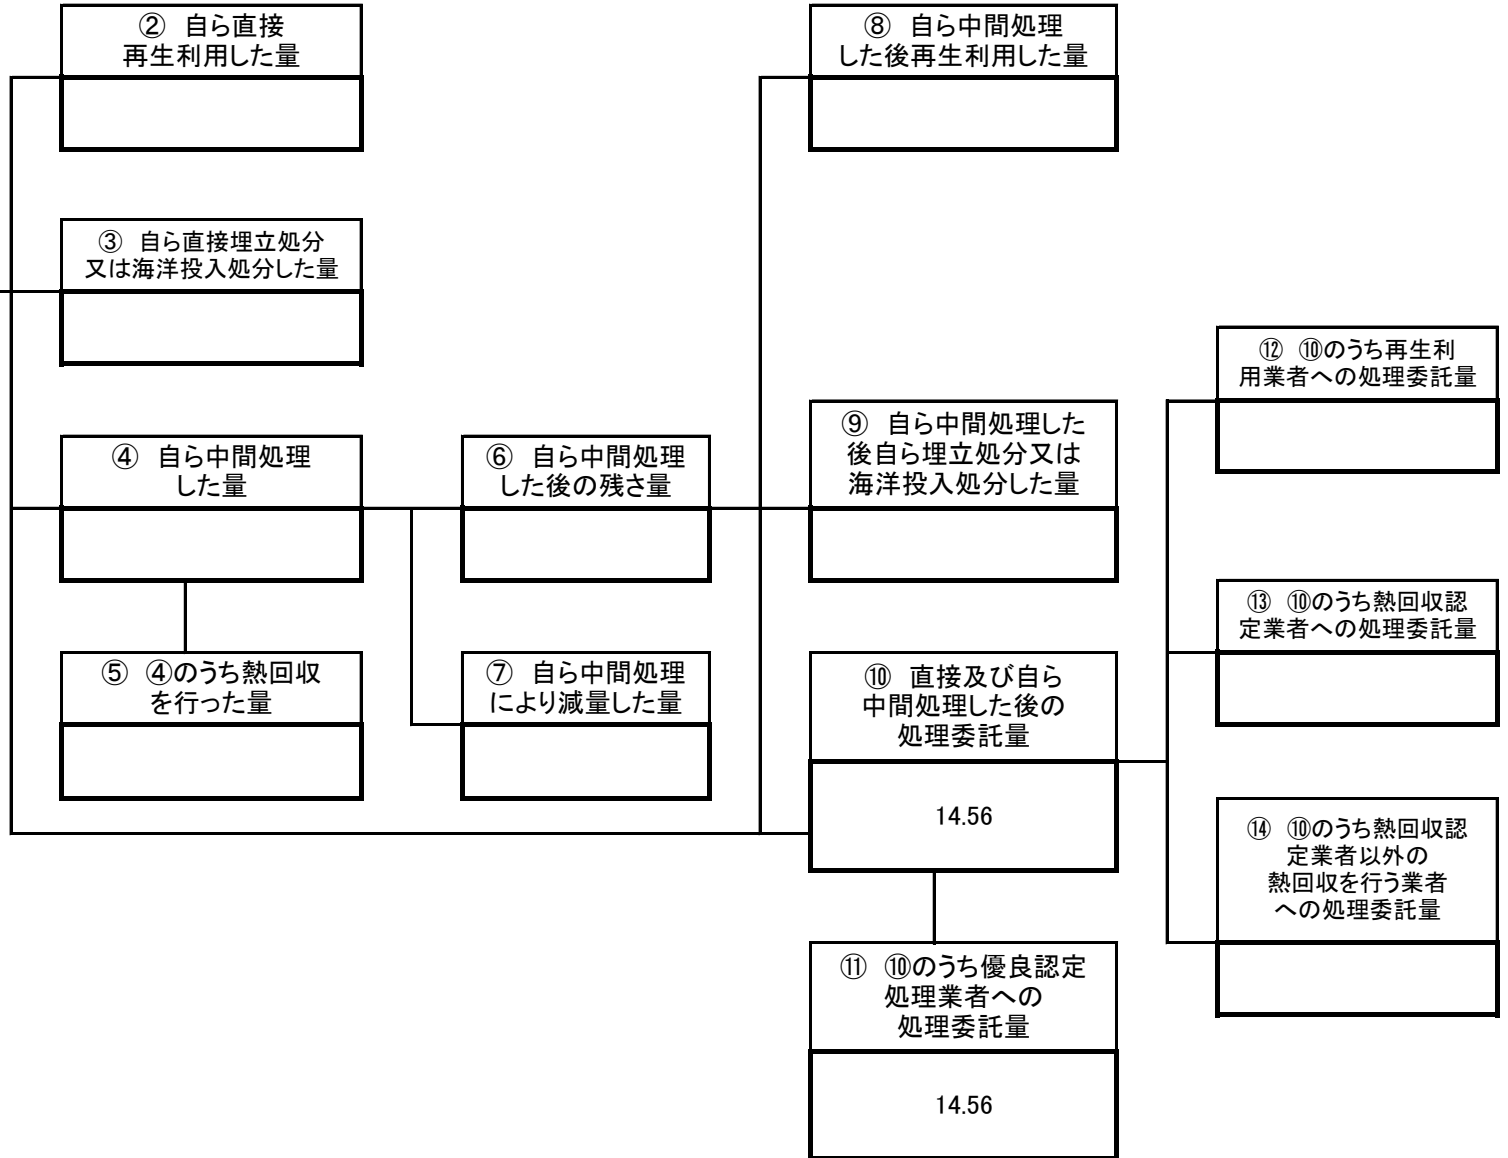 ② 自ら直接
再生利用した量
③ 自ら直接埋立処分
又は海洋投入処分した量
④ 自ら中間処理
した量
⑤ ④のうち熱回収
を行った量
⑥ 自ら中間処理
した後の残さ量
⑦ 自ら中間処理
により減量した量
⑧ 自ら中間処理
した後再生利用した量
⑨ 自ら中間処理した
後自ら埋立処分又は
海洋投入処分した量
⑩ 直接及び自ら
中間処理した後の
処理委託量
14.56
⑪ ⑩のうち優良認定
処理業者への
処理委託量
14.56
⑫ ⑩のうち再生利
用業者への処理委託量
⑬ ⑩のうち熱回収認
定業者への処理委託量
⑭ ⑩のうち熱回収認
定業者以外の
熱回収を行う業者
への処理委託量